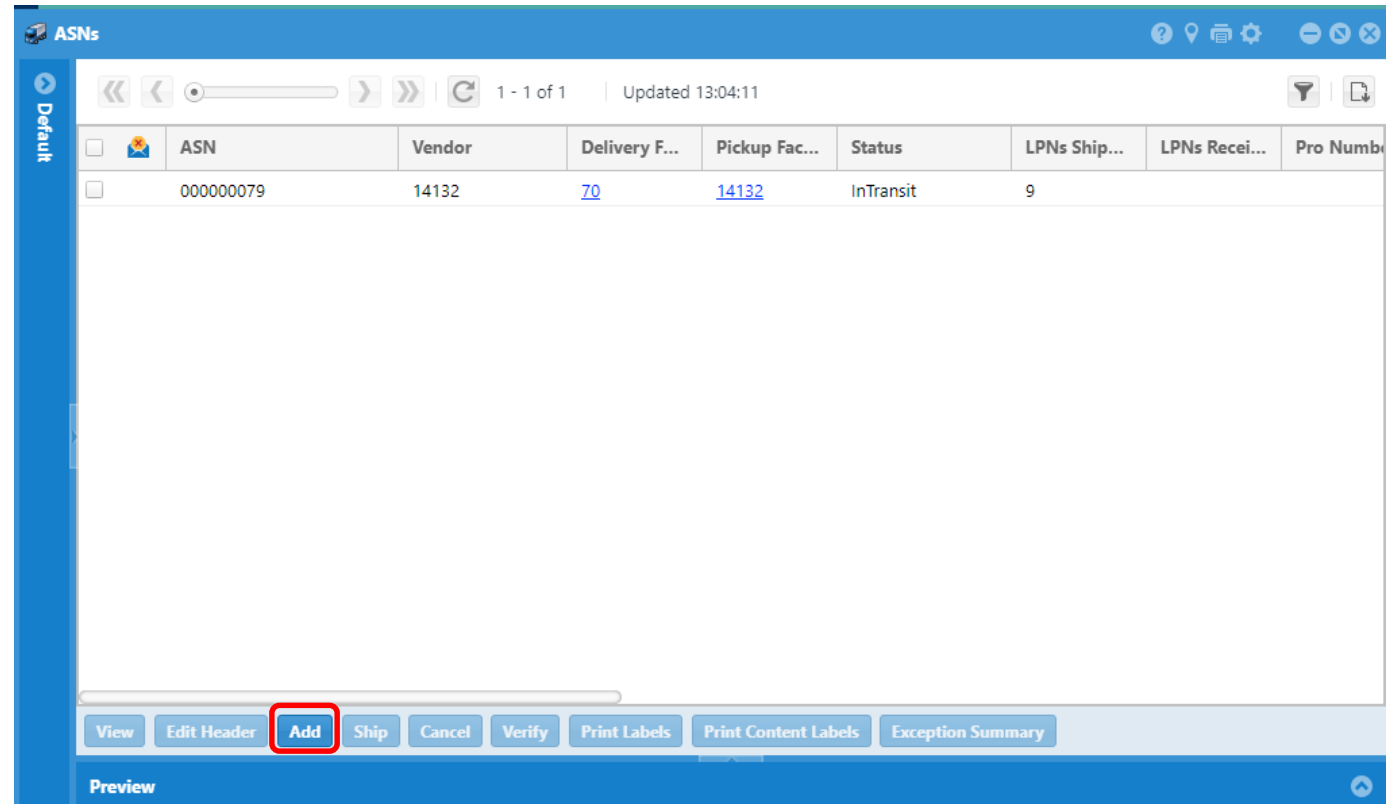 ASNs
Default
1 - 1 of 1 Updated 13:04:11
ASN Vendor Delivery F... Pickup Fac... Status LPNs Ship... LPNs Recei... Pro Numb
000000079 14132 70 14132 InTransit 9
View Edit Header Add Ship Cancel Verify Print Labels Print Content Labels Exception Summary
Preview